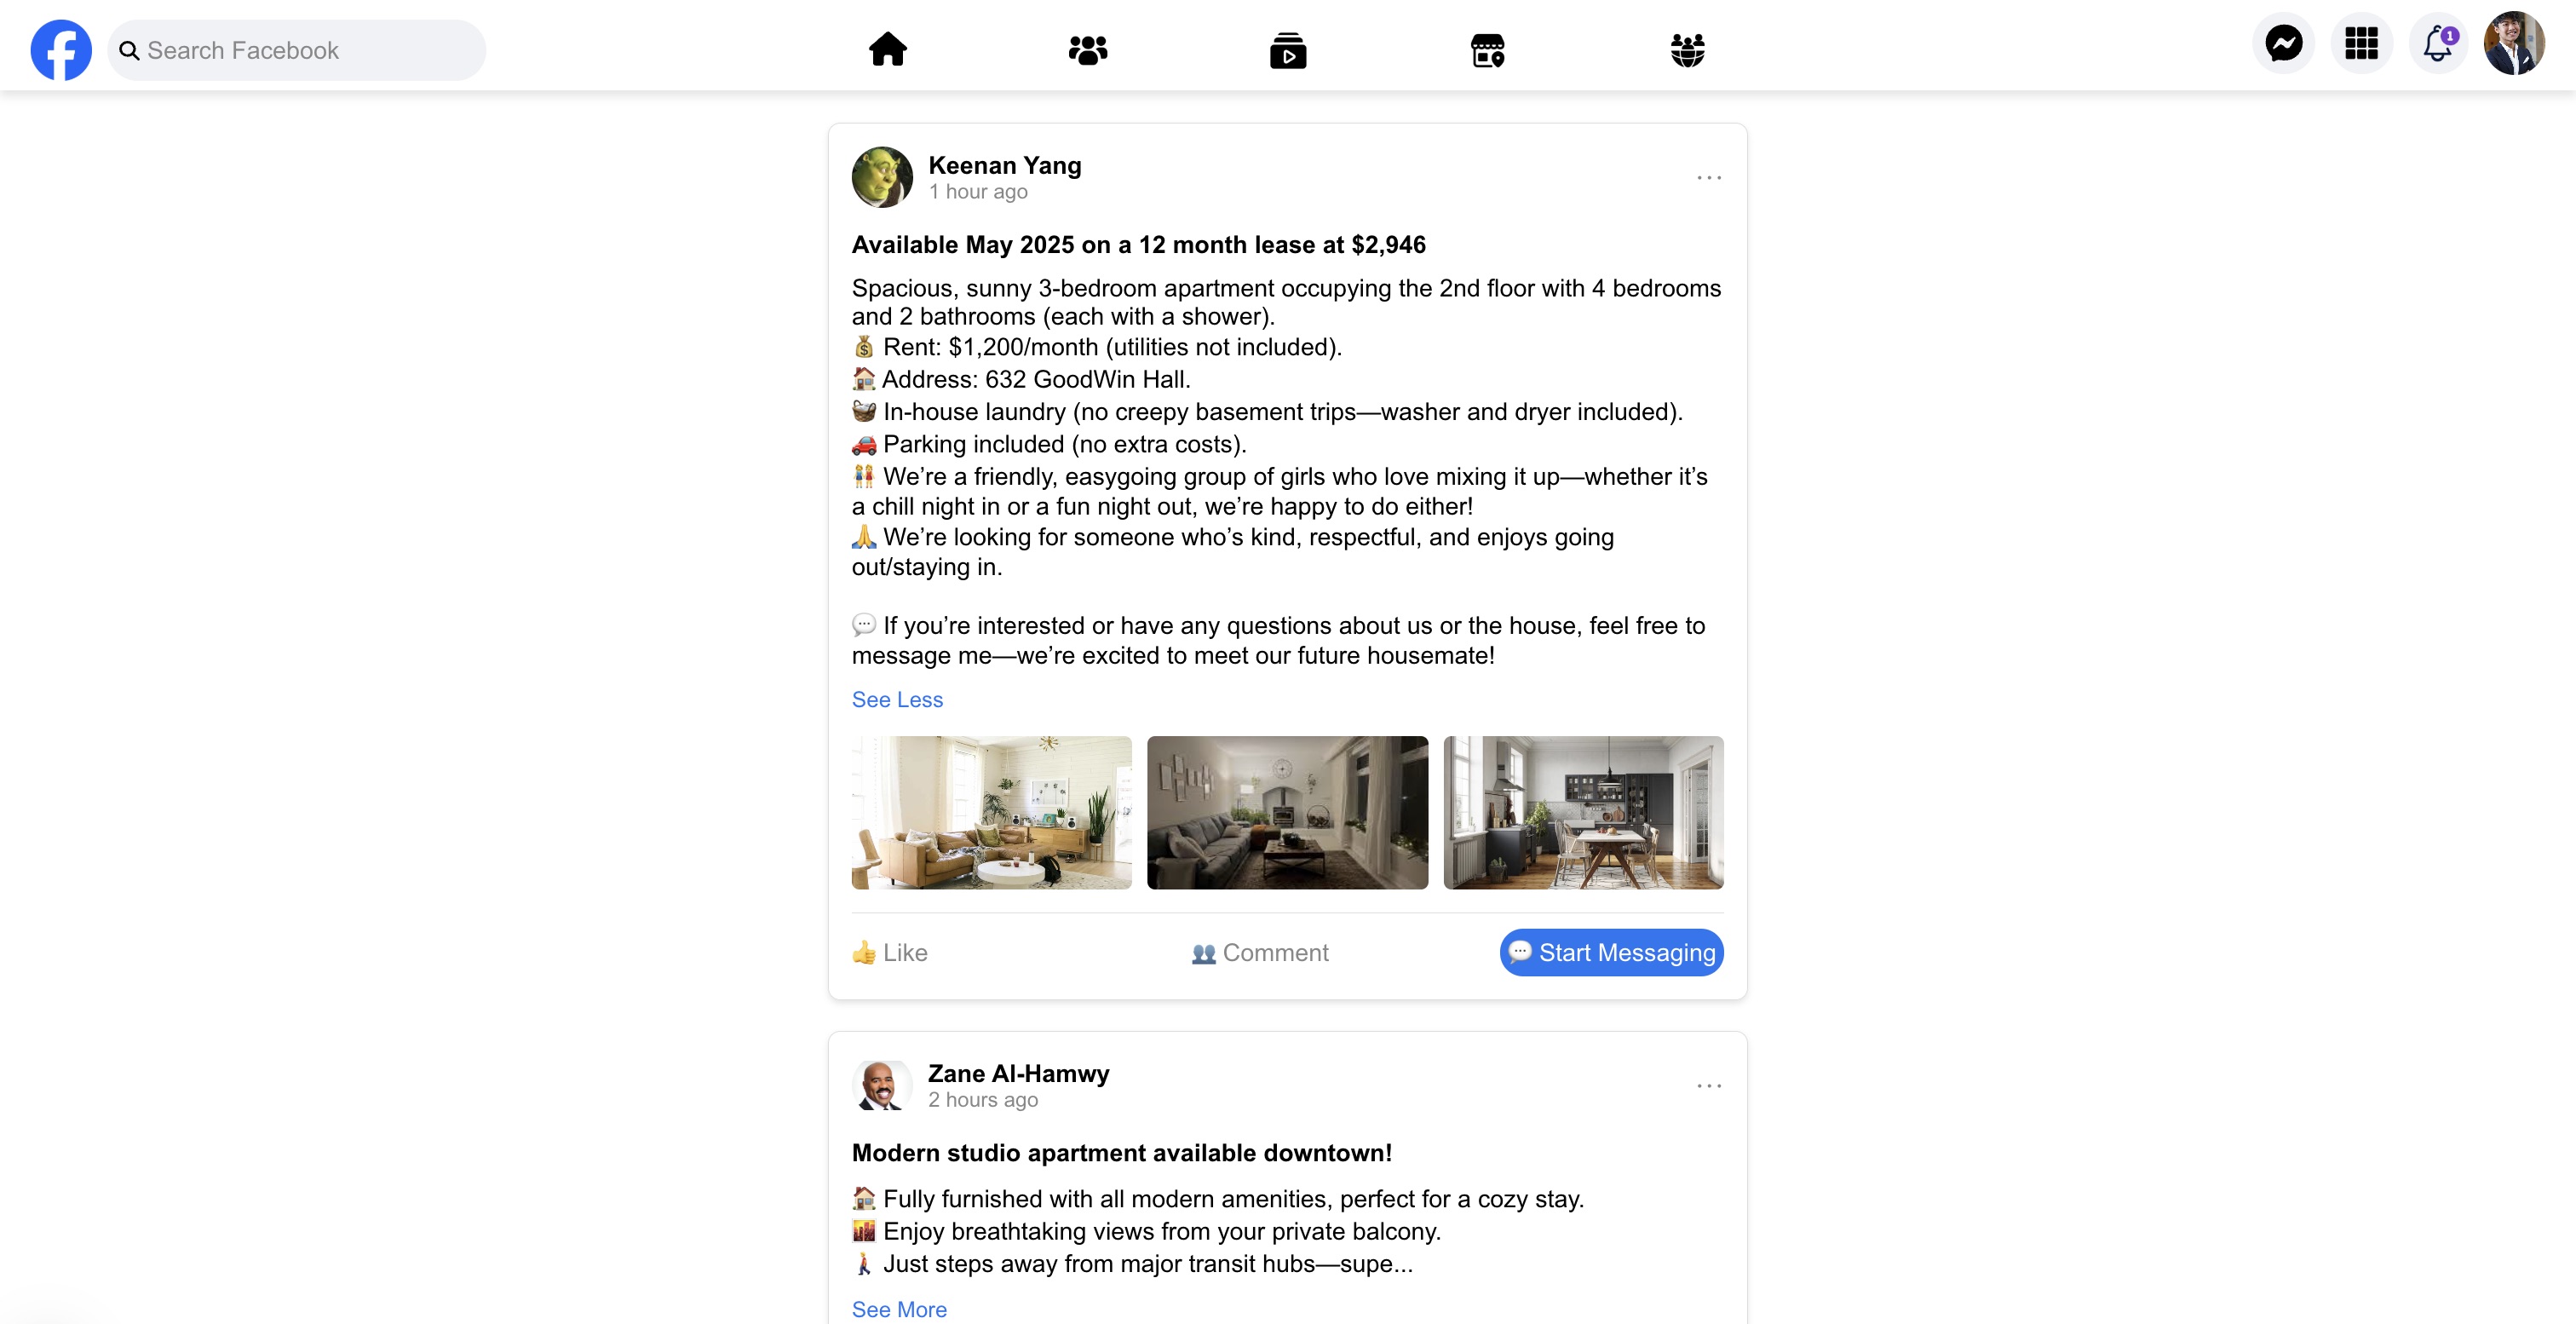 Search Facebook
1
Keenan Yang
1 hour ago
...
Available May 2025 on a 12 month lease at $2,946
Spacious, sunny 3-bedroom apartment occupying the 2nd floor with 4 bedrooms
and 2 bathrooms (each with a shower).
💰 Rent: $1,200/month (utilities not included).
🏠 Address: 632 GoodWin Hall.
🧺 In-house laundry (no creepy basement trips—washer and dryer included).
🚗 Parking included (no extra costs).
👭 We’re a friendly, easygoing group of girls who love mixing it up—whether it’s
a chill night in or a fun night out, we’re happy to do either!
🙏 We’re looking for someone who’s kind, respectful, and enjoys going
out/staying in.
💬 If you’re interested or have any questions about us or the house, feel free to
message me—we’re excited to meet our future housemate!
See Less
👍 Like
👥 Comment
💬 Start Messaging
Zane Al-Hamwy
2 hours ago
...
Modern studio apartment available downtown!
🏠 Fully furnished with all modern amenities, perfect for a cozy stay.
🌇 Enjoy breathtaking views from your private balcony.
🚶 Just steps away from major transit hubs—supe...
See More